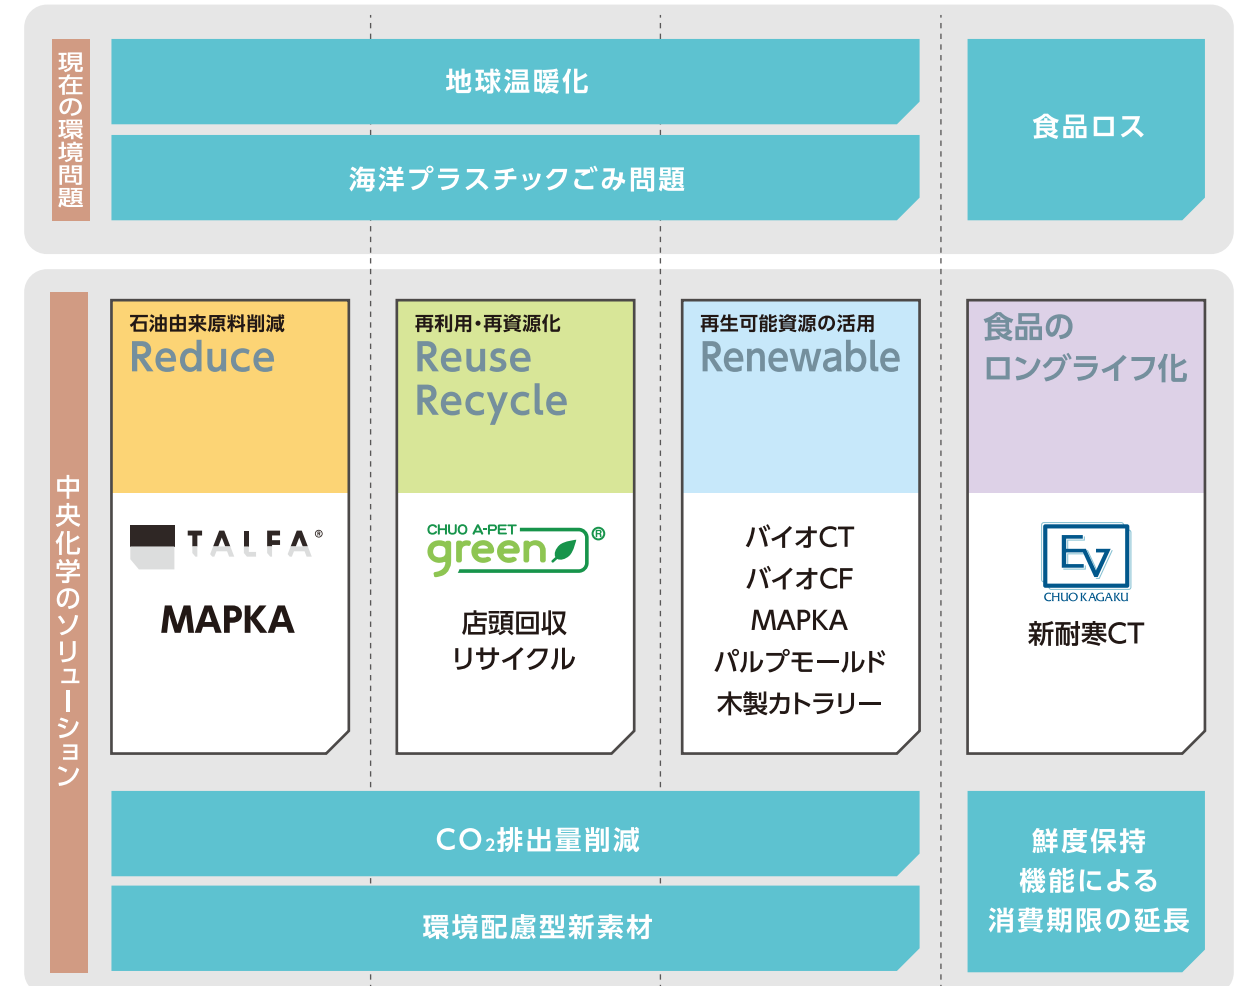 現在の環境問題
地球温暖化
海洋プラスチックごみ問題
食品ロス
中央化学のソリューション
石油由来原料削減
Reduce
TALFA®
MAPKA
再利用・再資源化
Reuse
Recycle
CHUO A-PET
green®
店頭回収
リサイクル
再生可能資源の活用
Renewable
バイオCT
バイオCF
MAPKA
パルプモールド
木製カトラリー
食品の
ロングライフ化
EV
CHUO KAGAKU
新耐寒CT
CO₂排出量削減
環境配慮型新素材
鮮度保持
機能による
消費期限の延長